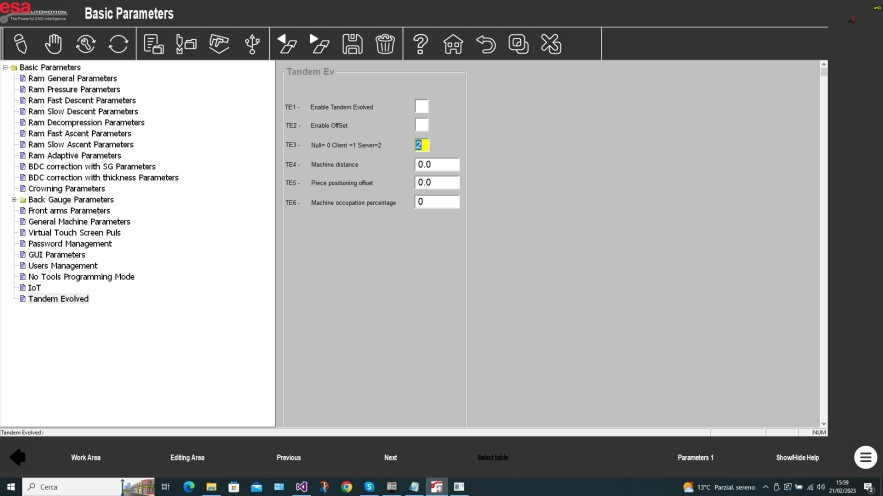 esa AUTOMATION
The Powerful CNC Intelligence
Basic Parameters
Basic Parameters
Ram General Parameters
Ram Pressure Parameters
Ram Fast Descent Parameters
Ram Slow Descent Parameters
Ram Decompression Parameters
Ram Fast Ascent Parameters
Ram Slow Ascent Parameters
Ram Adaptive Parameters
BDC correction with SG Parameters
BDC correction with thickness Parameters
Crowning Parameters
Back Gauge Parameters
Front arms Parameters
General Machine Parameters
Virtual Touch Screen Puls
Password Management
GUI Parameters
Users Management
No Tools Programming Mode
IoT
Tandem Evolved
Tandem Ev
TE1 - Enable Tandem Evolved
TE2 - Enable OffSet
TE3 - Null= 0 Client =1 Server=2 2
TE4 - Machine distance 0.0
TE5 - Piece positioning offset 0.0
TE6 - Machine occupation percentage 0
Tandem Evolved : NUM
Work Area Editing Area Previous Next Select table Parameters 1 Show/Hide Help
Cerca 13°C Parzial. sereno 15:59
21/02/2023